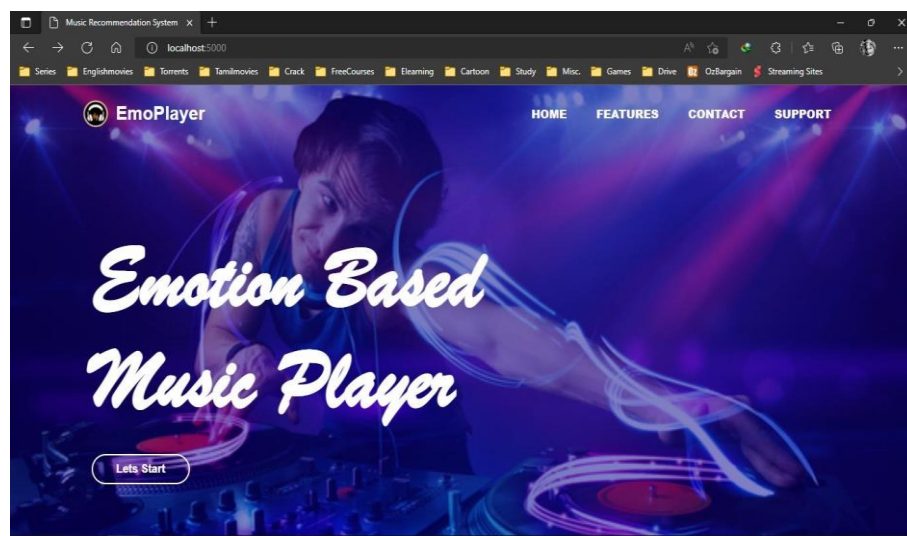 Music Recommendation System
localhost:5000
Series Englishmovies Torrents Tamilmovies Crack FreeCourses Elearning Cartoon Study Misc. Games Drive OzBargain Streaming Sites
EmoPlayer HOME FEATURES CONTACT SUPPORT
Emotion Based
Music Player
Lets Start